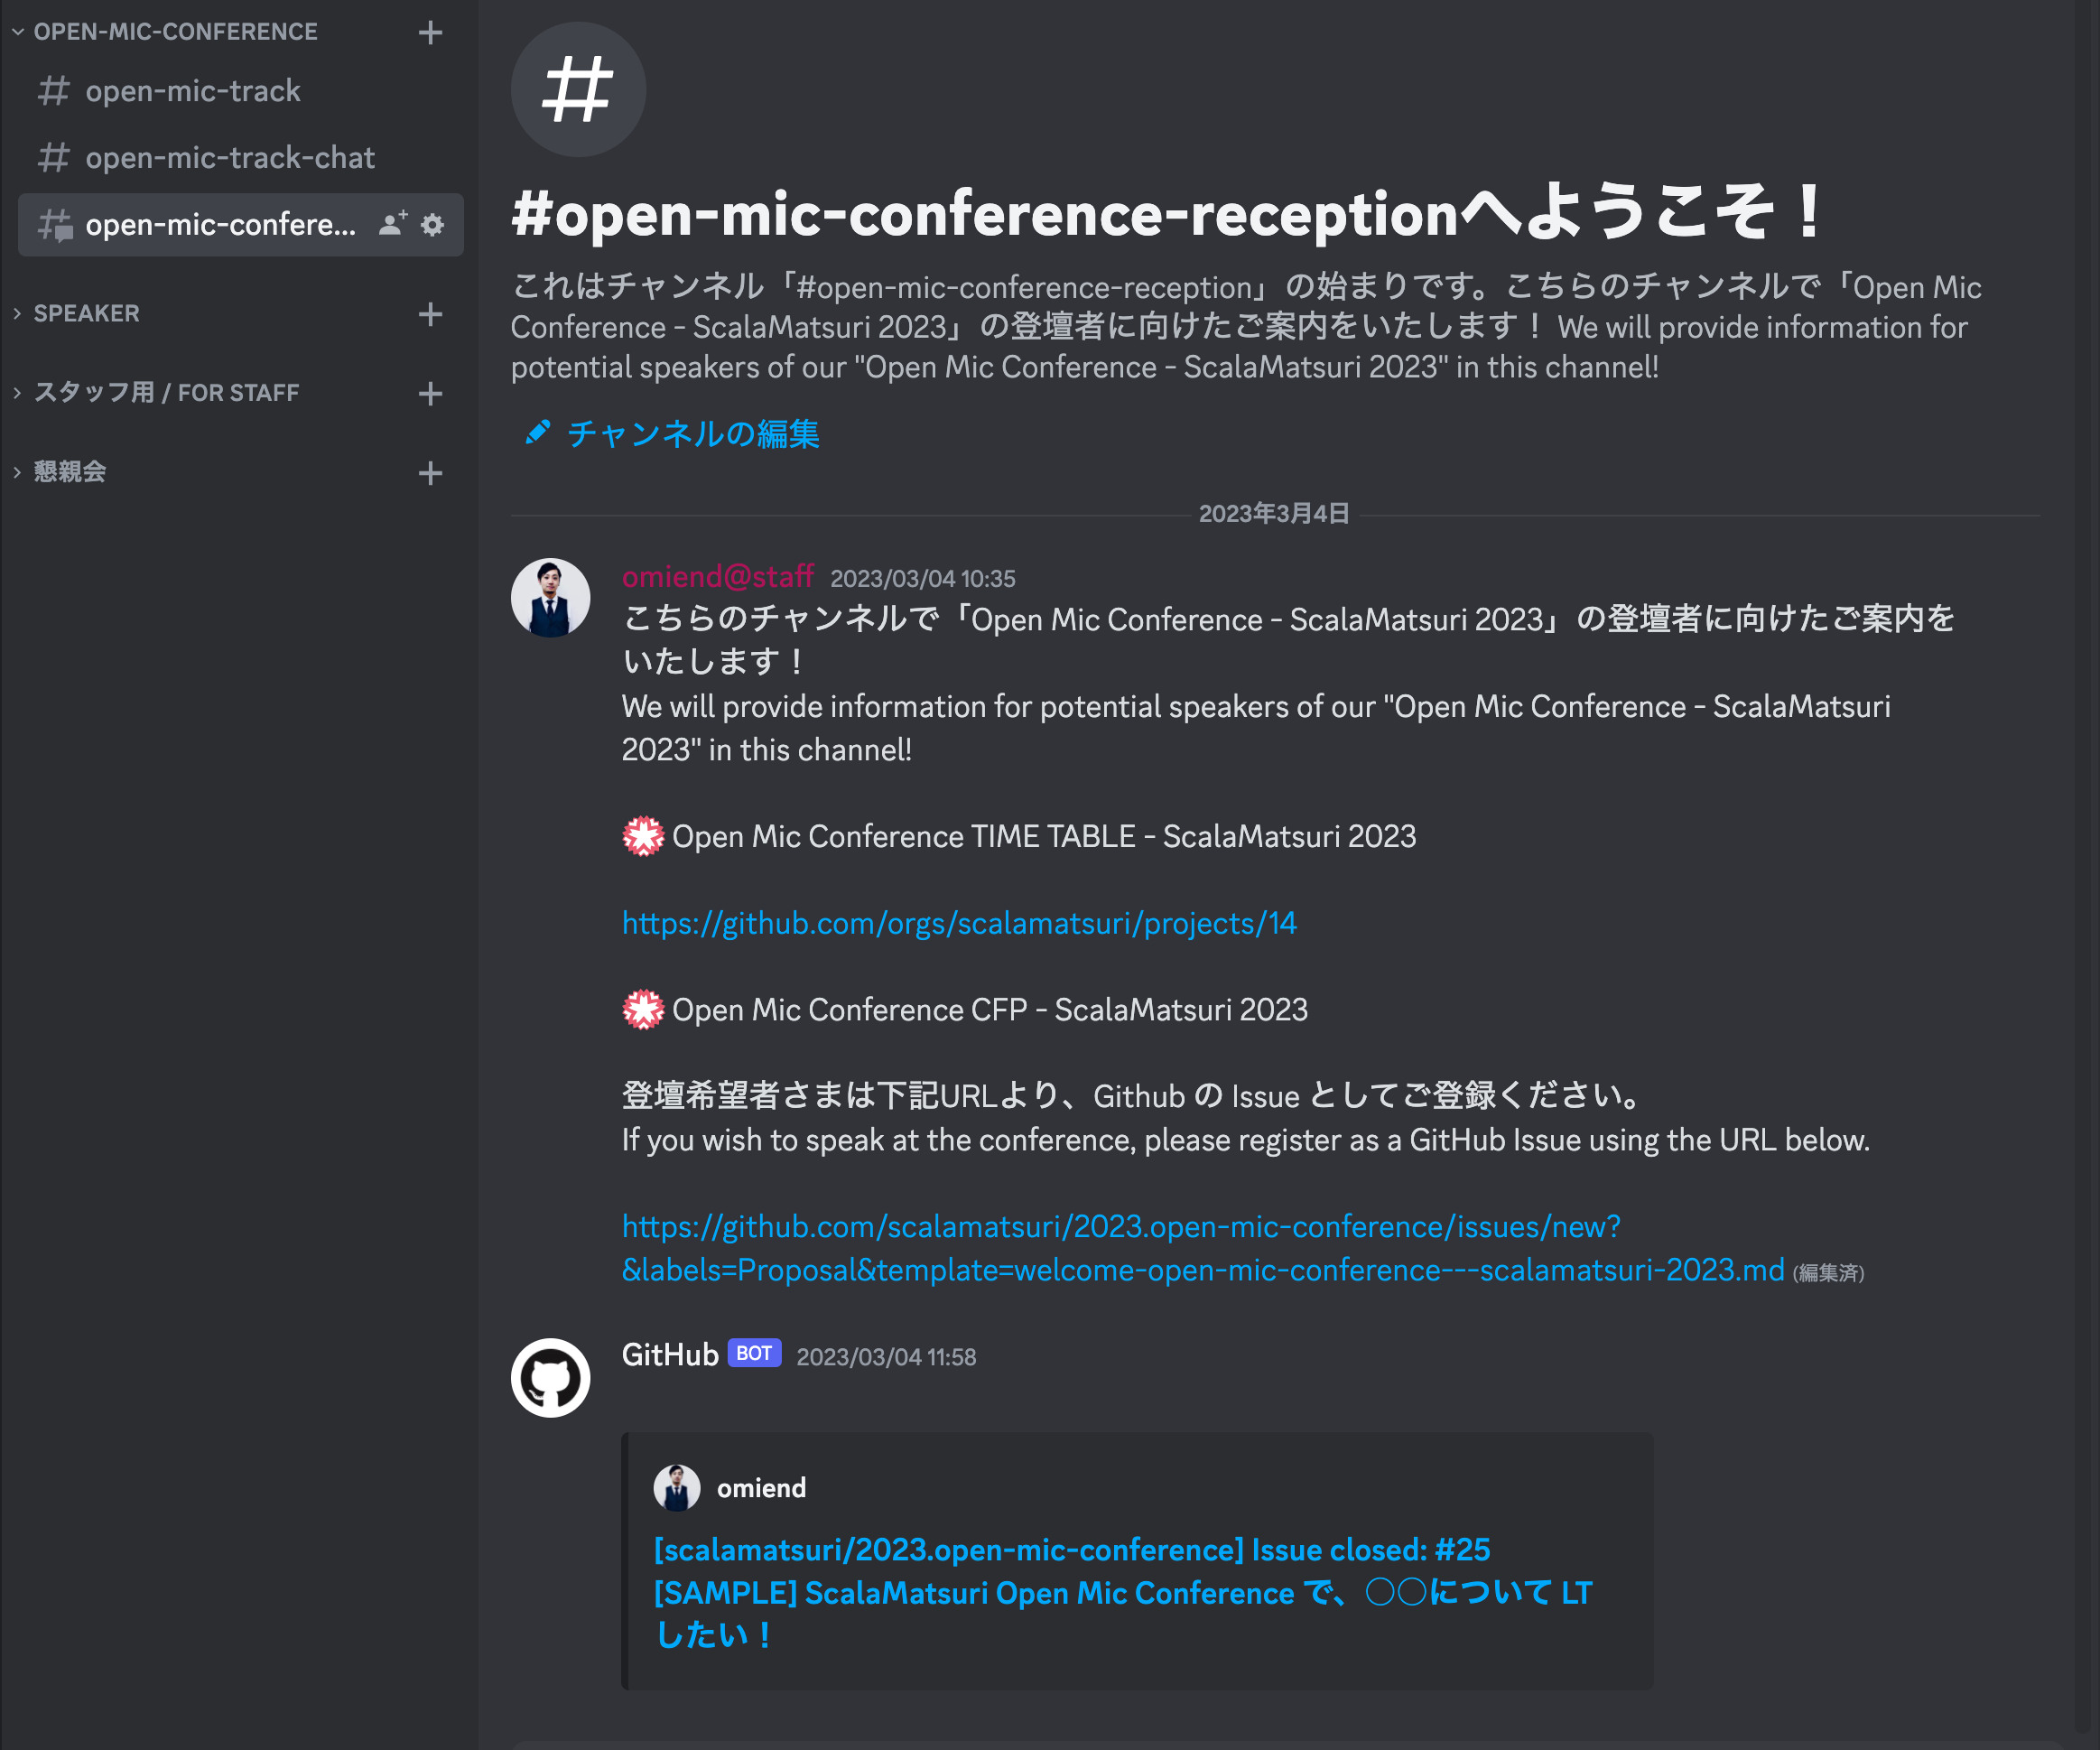 OPEN-MIC-CONFERENCE
open-mic-track
open-mic-track-chat
open-mic-confere...
SPEAKER
スタッフ用 / FOR STAFF
懇親会
#open-mic-conference-receptionへようこそ！
これはチャンネル「#open-mic-conference-reception」の始まりです。こちらのチャンネルで「Open Mic
Conference - ScalaMatsuri 2023」の登壇者に向けたご案内をいたします！ We will provide information for
potential speakers of our "Open Mic Conference - ScalaMatsuri 2023" in this channel!
チャンネルの編集
2023年3月4日
omiend@staff 2023/03/04 10:35
こちらのチャンネルで「Open Mic Conference - ScalaMatsuri 2023」の登壇者に向けたご案内を
いたします！
We will provide information for potential speakers of our "Open Mic Conference - ScalaMatsuri
2023" in this channel!
Open Mic Conference TIME TABLE - ScalaMatsuri 2023
https://github.com/orgs/scalamatsuri/projects/14
Open Mic Conference CFP - ScalaMatsuri 2023
登壇希望者さまは下記URLより、Github の Issue としてご登録ください。
If you wish to speak at the conference, please register as a GitHub Issue using the URL below.
https://github.com/scalamatsuri/2023.open-mic-conference/issues/new?
&labels=Proposal&template=welcome-open-mic-conference---scalamatsuri-2023.md (編集済)
GitHub BOT 2023/03/04 11:58
omiend
[scalamatsuri/2023.open-mic-conference] Issue closed: #25
[SAMPLE] ScalaMatsuri Open Mic Conference で、○○について LT
したい！